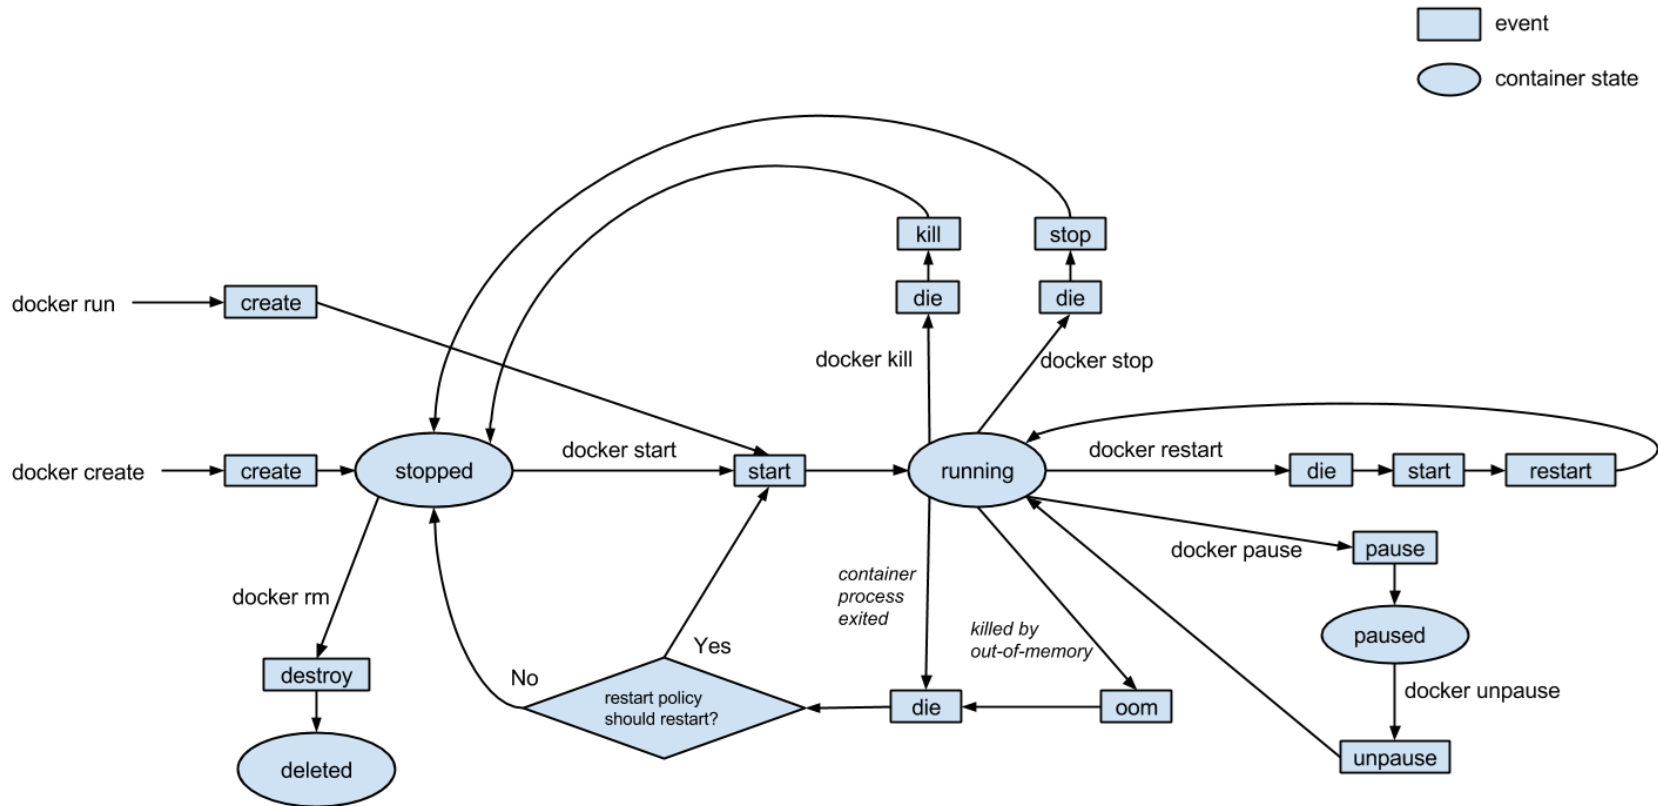 event
container state
kill
stop
docker run
create
die
die
docker kill
docker stop
docker create
create
stopped
docker start
start
running
docker restart
die
start
restart
docker pause
pause
container
process
exited
docker rm
killed by
out-of-memory
paused
Yes
No
destroy
restart policy
should restart?
die
oom
docker unpause
unpause
deleted